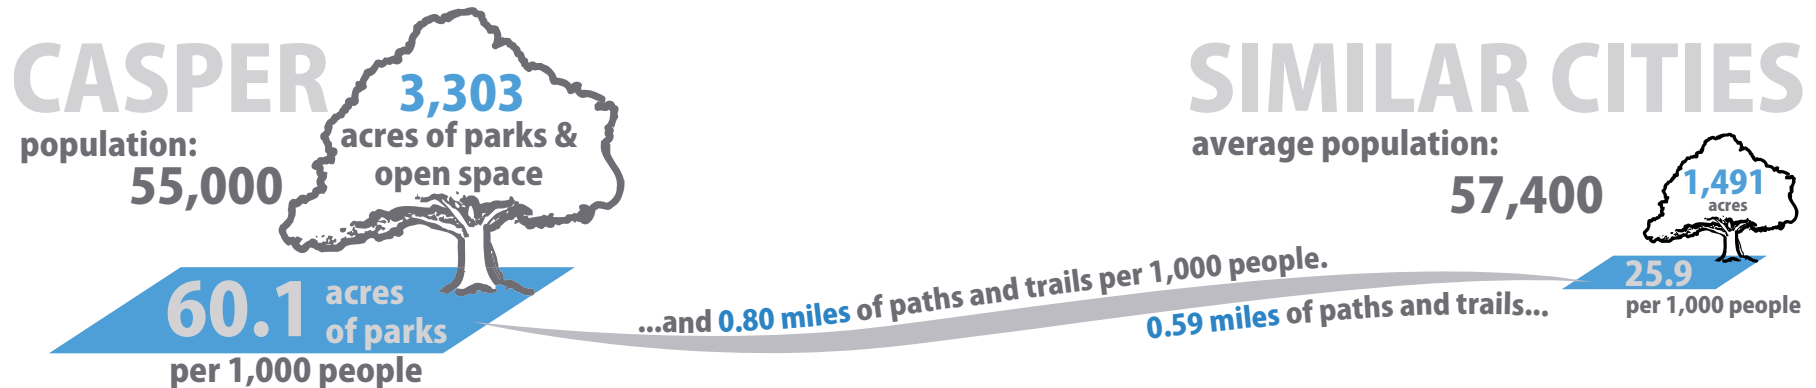 CASPER
population:
55,000
3,303
acres of parks &
open space
60.1 acres
of parks
per 1,000 people
...and 0.80 miles of paths and trails per 1,000 people.
SIMILAR CITIES
average population:
57,400
1,491
acres
25.9
per 1,000 people
0.59 miles of paths and trails...